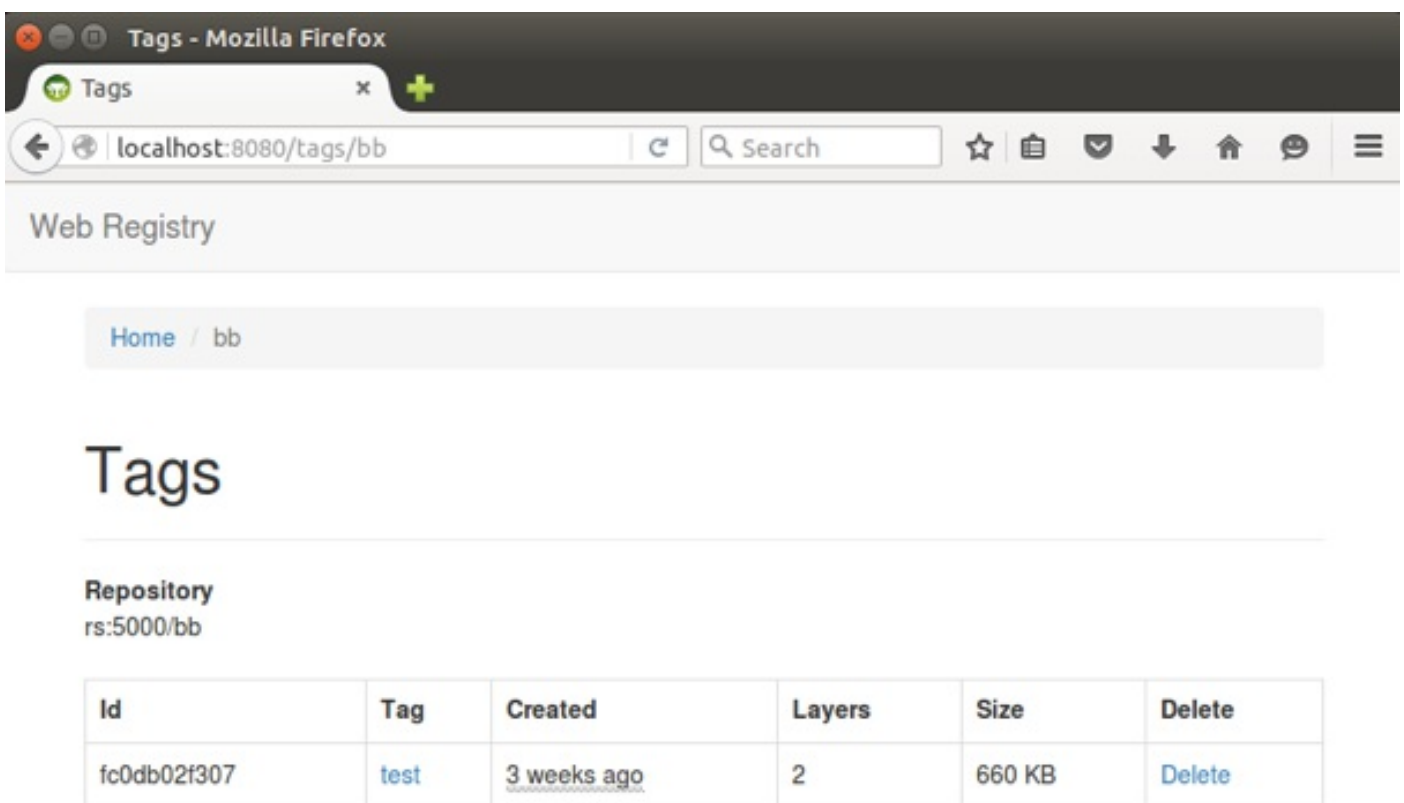 Tags - Mozilla Firefox
Tags
localhost:8080/tags/bb
Search
Web Registry
Home / bb
Tags
Repository
rs:5000/bb
Id Tag Created Layers Size Delete
fc0db02f307 test 3 weeks ago 2 660 KB Delete